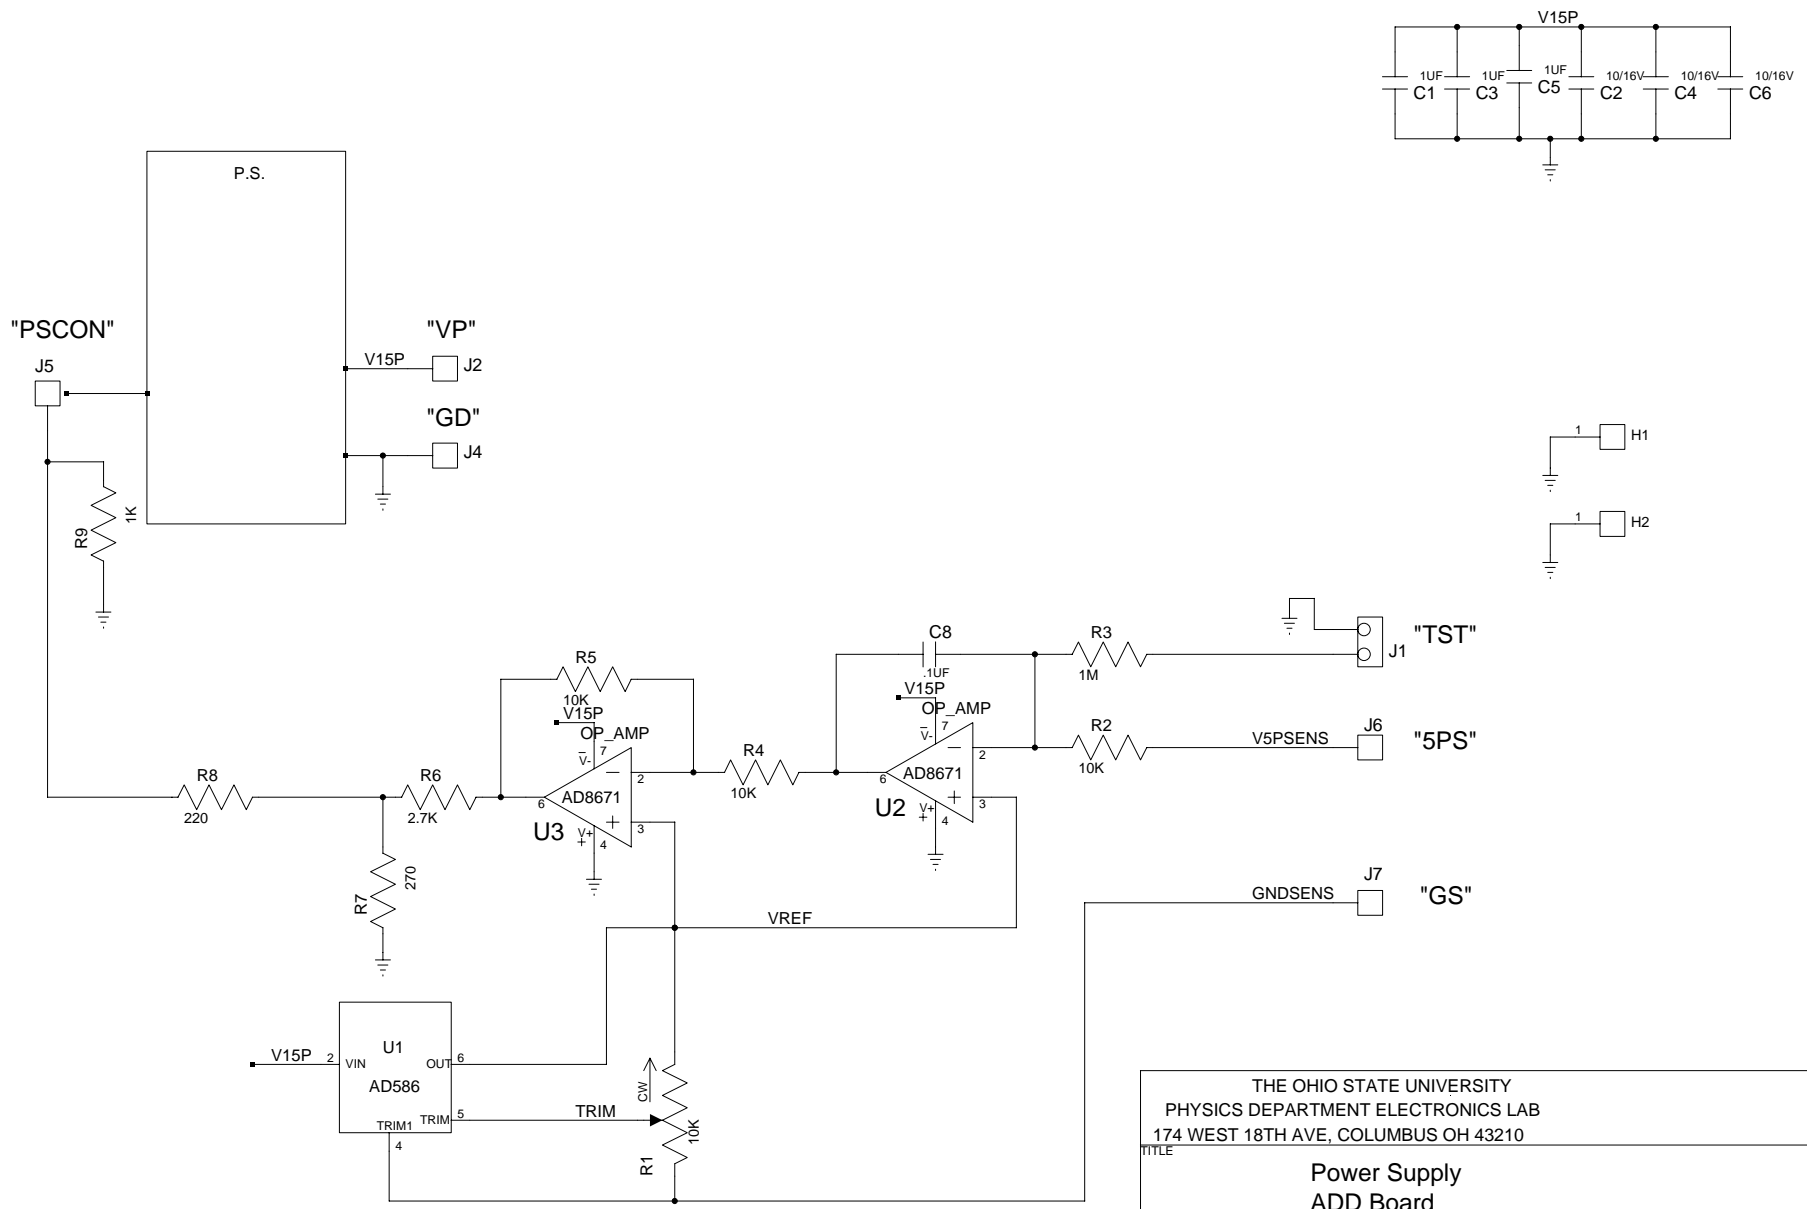 V15P
1UF
C1
1UF
C3
1UF
C5
10/16V
C2
10/16V
C4
10/16V
C6
P.S.
"PSCON"
J5
"VP"
V15P
J2
"GD"
J4
R9
1K
1
H1
1
H2
"TST"
J1
R3
1M
C8
.1UF
R5
10K
V15P
OP_AMP
7
V-
2
AD8671
6
3
V+
+
4
U3
R4
10K
V15P
OP_AMP
7
V-
2
AD8671
6
3
V+
+
4
U2
R2
10K
V5PSENS
J6
"5PS"
R8
220
R6
2.7K
R7
270
J7
GNDSENS
"GS"
VREF
V15P
2
VIN
U1
AD586
OUT
6
TRIM
5
TRIM1
4
TRIM
CW
R1
10K
THE OHIO STATE UNIVERSITY
PHYSICS DEPARTMENT ELECTRONICS LAB
174 WEST 18TH AVE, COLUMBUS OH 43210
TITLE
Power Supply
ADD Board